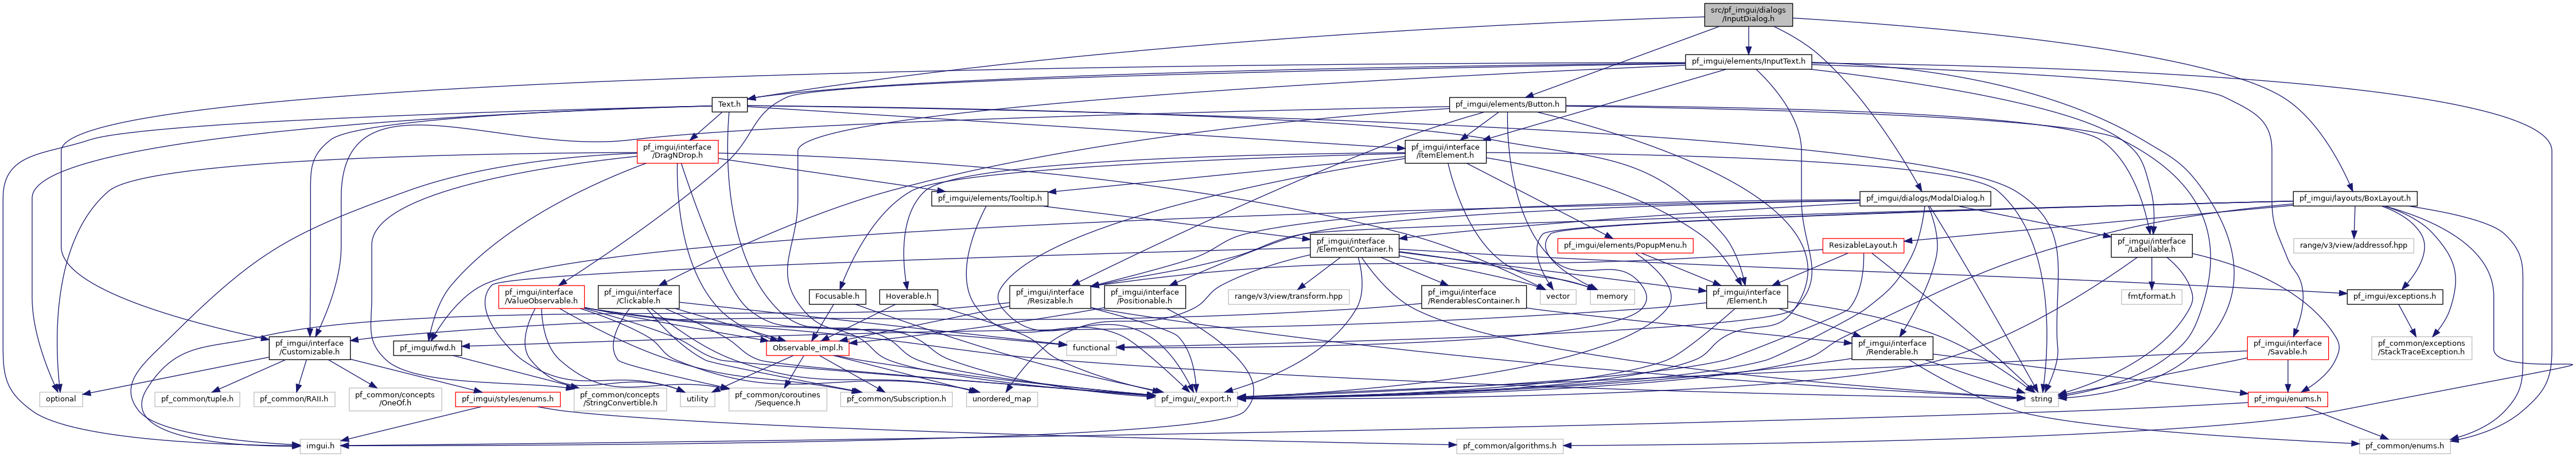 src/pf_imgui/dialogs
/InputDialog.h
pf_imgui/elements/InputText.h
Text.h
pf_imgui/elements/Button.h
pf_imgui/interface
/DragNDrop.h
pf_imgui/interface
/ItemElement.h
pf_imgui/elements/Tooltip.h
pf_imgui/dialogs/ModalDialog.h
pf_imgui/layouts/BoxLayout.h
pf_imgui/interface
/ElementContainer.h
pf_imgui/elements/PopupMenu.h
ResizableLayout.h
pf_imgui/interface
/Labellable.h
range/v3/view/addressof.hpp
pf_imgui/interface
/ValueObservable.h
pf_imgui/interface
/Clickable.h
Focusable.h
Hoverable.h
pf_imgui/interface
/Resizable.h
pf_imgui/interface
/Positionable.h
range/v3/view/transform.hpp
pf_imgui/interface
/RenderablesContainer.h
vector
memory
pf_imgui/interface
/Element.h
fmt/format.h
pf_imgui/exceptions.h
pf_imgui/interface
/Customizable.h
pf_imgui/fwd.h
Observable_impl.h
functional
pf_imgui/interface
/Renderable.h
pf_imgui/interface
/Savable.h
pf_common/exceptions
/StackTraceException.h
optional
pf_common/tuple.h
pf_common/RAII.h
pf_common/concepts
/OneOf.h
pf_imgui/styles/enums.h
pf_common/concepts
/StringConvertible.h
utility
pf_common/coroutines
/Sequence.h
pf_common/Subscription.h
unordered_map
pf_imgui/_export.h
string
pf_imgui/enums.h
imgui.h
pf_common/algorithms.h
pf_common/enums.h